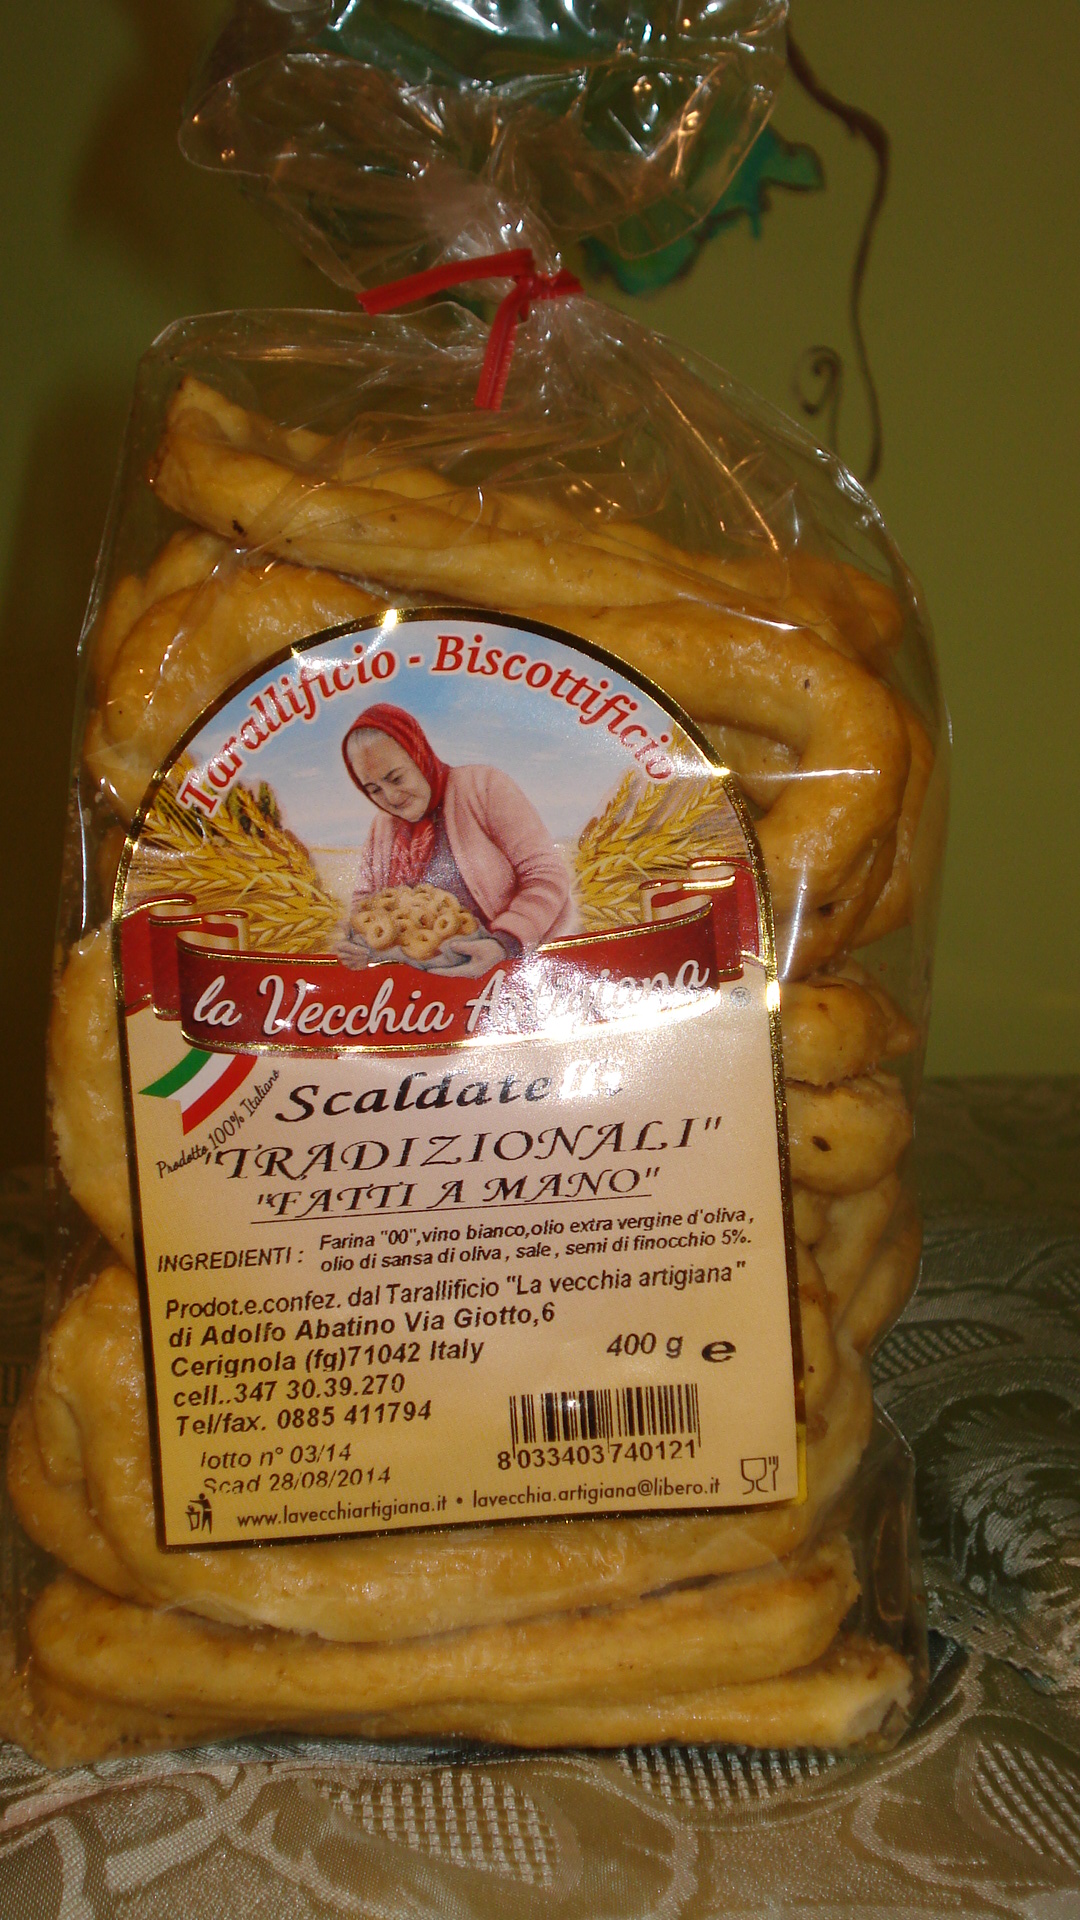 Tarallificio - Biscottificio
la Vecchia Artigiana
®
Prodotto 100% Italiano
Scaldatelli
"TRADIZIONALI"
"FATTI A MANO"
INGREDIENTI : Farina "00",vino bianco,olio extra vergine d'oliva,
olio di sansa di oliva, sale, semi di finocchio 5%.
Prodot.e.confez. dal Tarallificio "La vecchia artigiana"
di Adolfo Abatino Via Giotto,6
Cerignola (fg)71042 Italy
400 g e
cell..347 30.39.270
Tel/fax. 0885 411794
lotto n° 03/14
Scad 28/08/2014
8 033403 740121
www.lavecchiartigiana.it • lavecchia.artigiana@libero.it